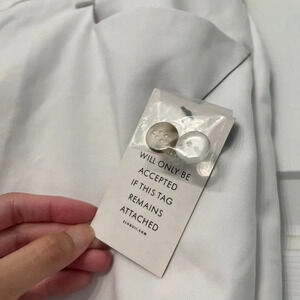 WILL ONLY BE
ACCEPTED
IF THIS TAG
REMAINS
ATTACHED